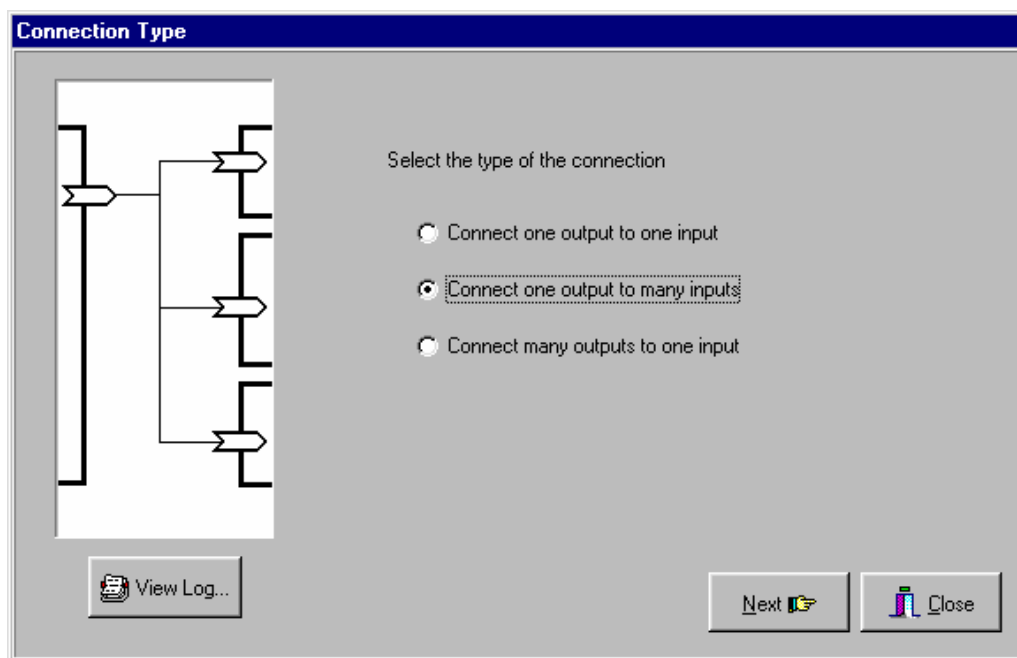 Connection Type
Select the type of the connection
Connect one output to one input
Connect one output to many inputs
Connect many outputs to one input
View Log...
Next
Close